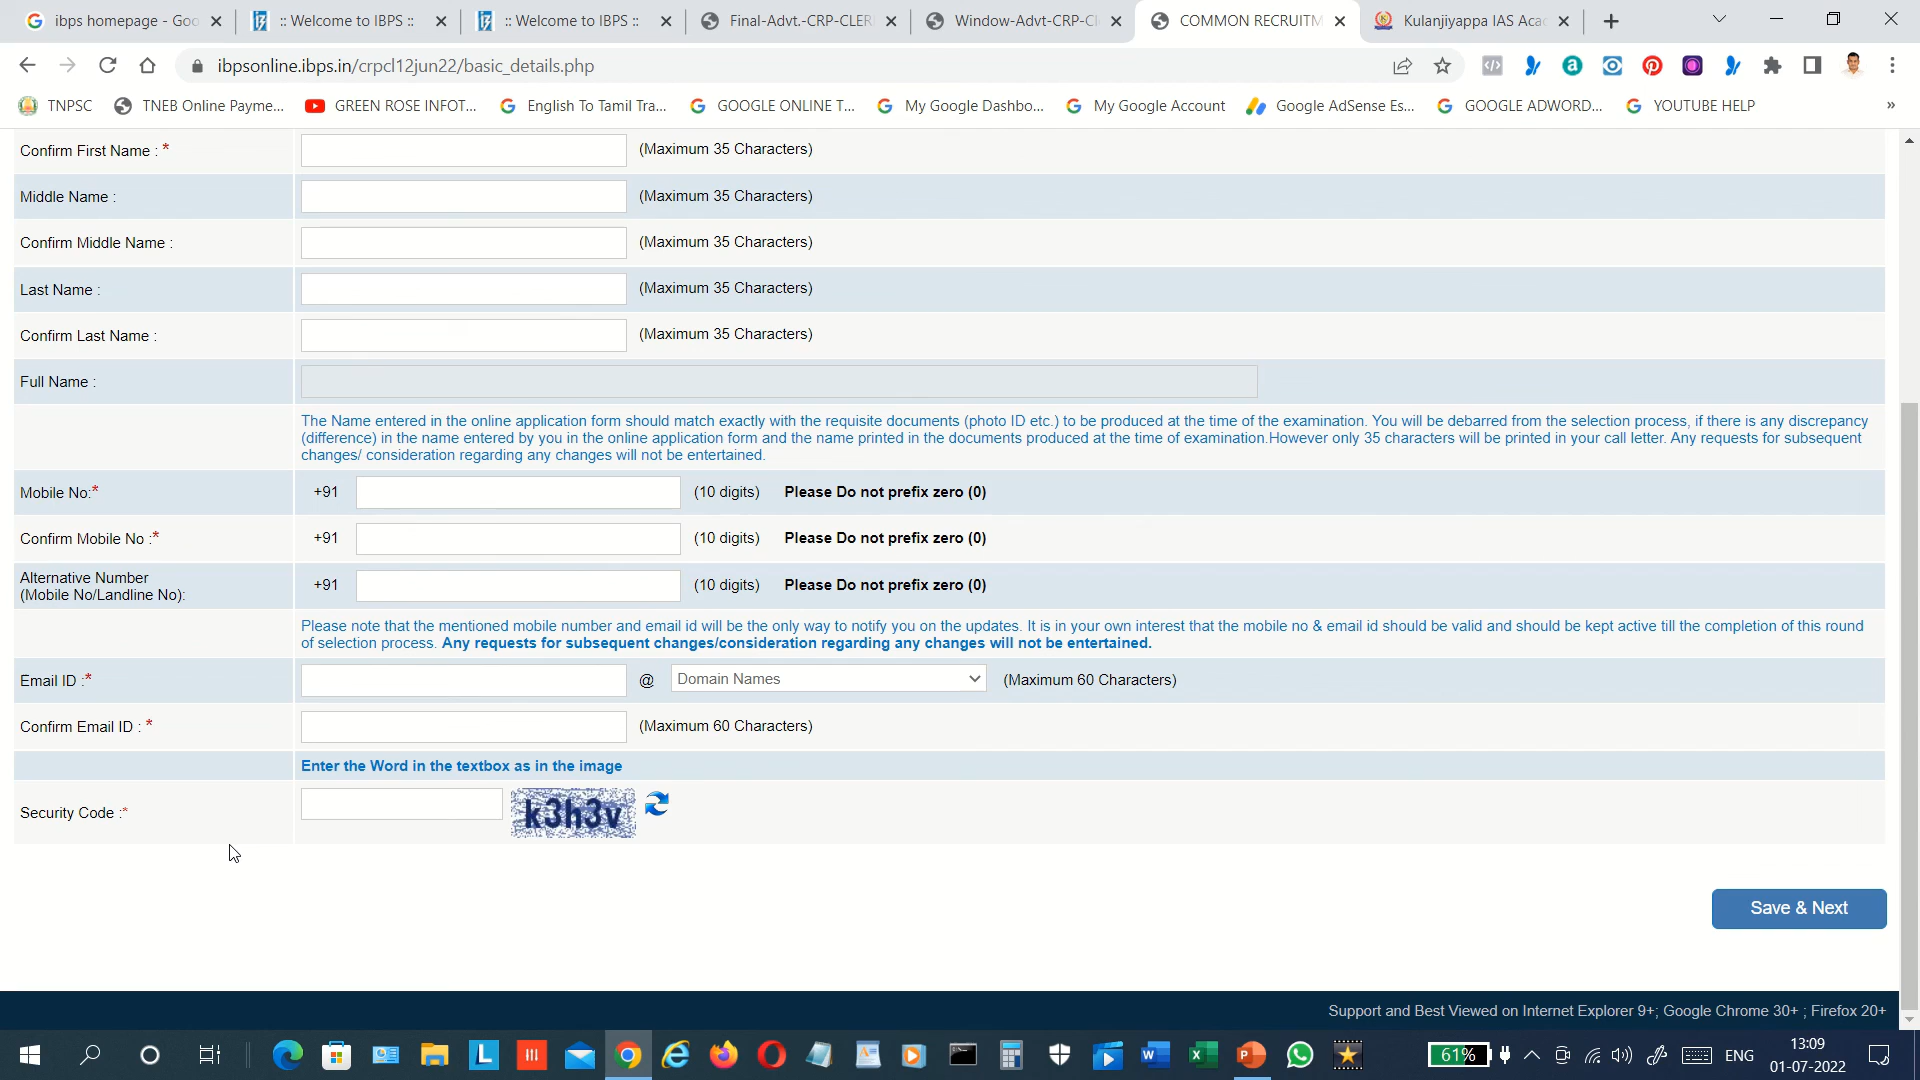 ibps homepage - Goo
:: Welcome to IBPS ::
:: Welcome to IBPS ::
Final-Advt.-CRP-CLER
Window-Advt-CRP-Cl
COMMON RECRUITM
Kulanjiyappa IAS Aca
ibpsonline.ibps.in/crpcl12jun22/basic_details.php
TNPSC
TNEB Online Payme...
GREEN ROSE INFOT...
English To Tamil Tra...
GOOGLE ONLINE T...
My Google Dashbo...
My Google Account
Google AdSense Es...
GOOGLE ADWORD...
YOUTUBE HELP
»
Confirm First Name : * (Maximum 35 Characters)
Middle Name : (Maximum 35 Characters)
Confirm Middle Name : (Maximum 35 Characters)
Last Name : (Maximum 35 Characters)
Confirm Last Name : (Maximum 35 Characters)
Full Name :
The Name entered in the online application form should match exactly with the requisite documents (photo ID etc.) to be produced at the time of the examination. You will be debarred from the selection process, if there is any discrepancy
(difference) in the name entered by you in the online application form and the name printed in the documents produced at the time of examination.However only 35 characters will be printed in your call letter. Any requests for subsequent
changes/ consideration regarding any changes will not be entertained.
Mobile No:* +91 (10 digits) Please Do not prefix zero (0)
Confirm Mobile No :* +91 (10 digits) Please Do not prefix zero (0)
Alternative Number
(Mobile No/Landline No): +91 (10 digits) Please Do not prefix zero (0)
Please note that the mentioned mobile number and email id will be the only way to notify you on the updates. It is in your own interest that the mobile no & email id should be valid and should be kept active till the completion of this round
of selection process. Any requests for subsequent changes/consideration regarding any changes will not be entertained.
Email ID :* @ Domain Names (Maximum 60 Characters)
Confirm Email ID : * (Maximum 60 Characters)
Enter the Word in the textbox as in the image
Security Code :* k3h3v
Save & Next
Support and Best Viewed on Internet Explorer 9+; Google Chrome 30+ ; Firefox 20+
61%
ENG
13:09
01-07-2022